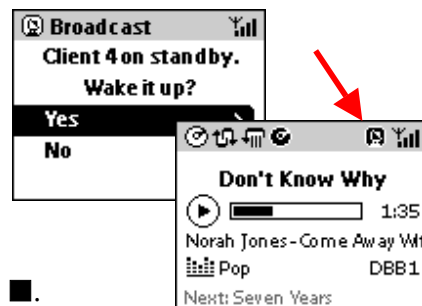 Broadcast
Client 4 on standby.
Wake it up?
Yes
No
Don't Know Why
1:35
Norah Jones - Come Away Wit
Pop DBB1
Next: Seven Years
.